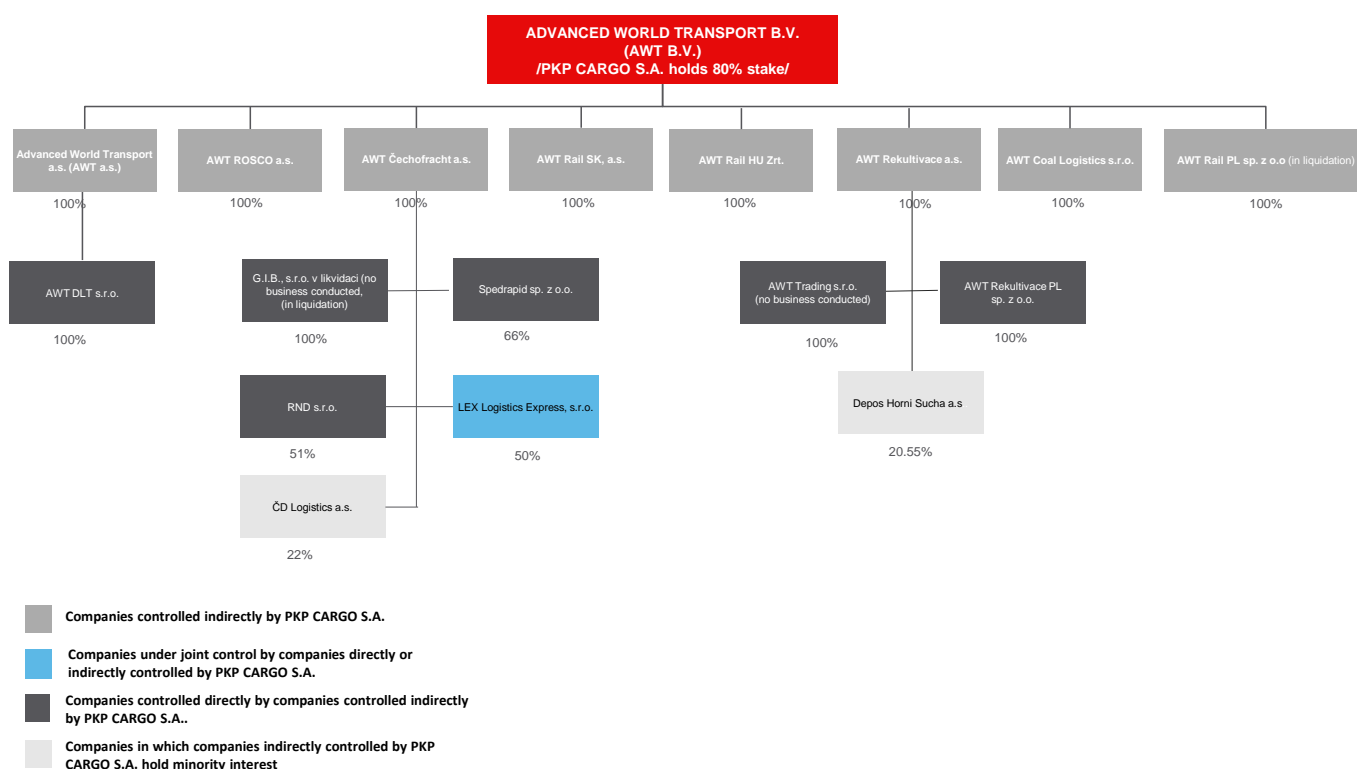 ADVANCED WORLD TRANSPORT B.V.
(AWT B.V.)
/PKP CARGO S.A. holds 80% stake/
Advanced World Transport
a.s. (AWT a.s.)
100%
AWT ROSCO a.s.
100%
AWT Čechofracht a.s.
100%
AWT Rail SK, a.s.
100%
AWT Rail HU Zrt.
100%
AWT Rekultivace a.s.
100%
AWT Coal Logistics s.r.o.
100%
AWT Rail PL sp. z o.o (in liquidation)
100%
AWT DLT s.r.o.
100%
G.I.B., s.r.o. v likvidaci (no
business conducted,
(in liquidation)
100%
Spedrapid sp. z o.o.
66%
AWT Trading s.r.o.
(no business conducted)
100%
AWT Rekultivace PL
sp. z o.o.
100%
RND s.r.o.
51%
LEX Logistics Express, s.r.o.
50%
Depos Horni Sucha a.s
20.55%
ČD Logistics a.s.
22%
Companies controlled indirectly by PKP CARGO S.A.
Companies under joint control by companies directly or
indirectly controlled by PKP CARGO S.A.
Companies controlled directly by companies controlled indirectly
by PKP CARGO S.A..
Companies in which companies indirectly controlled by PKP
CARGO S.A. hold minority interest